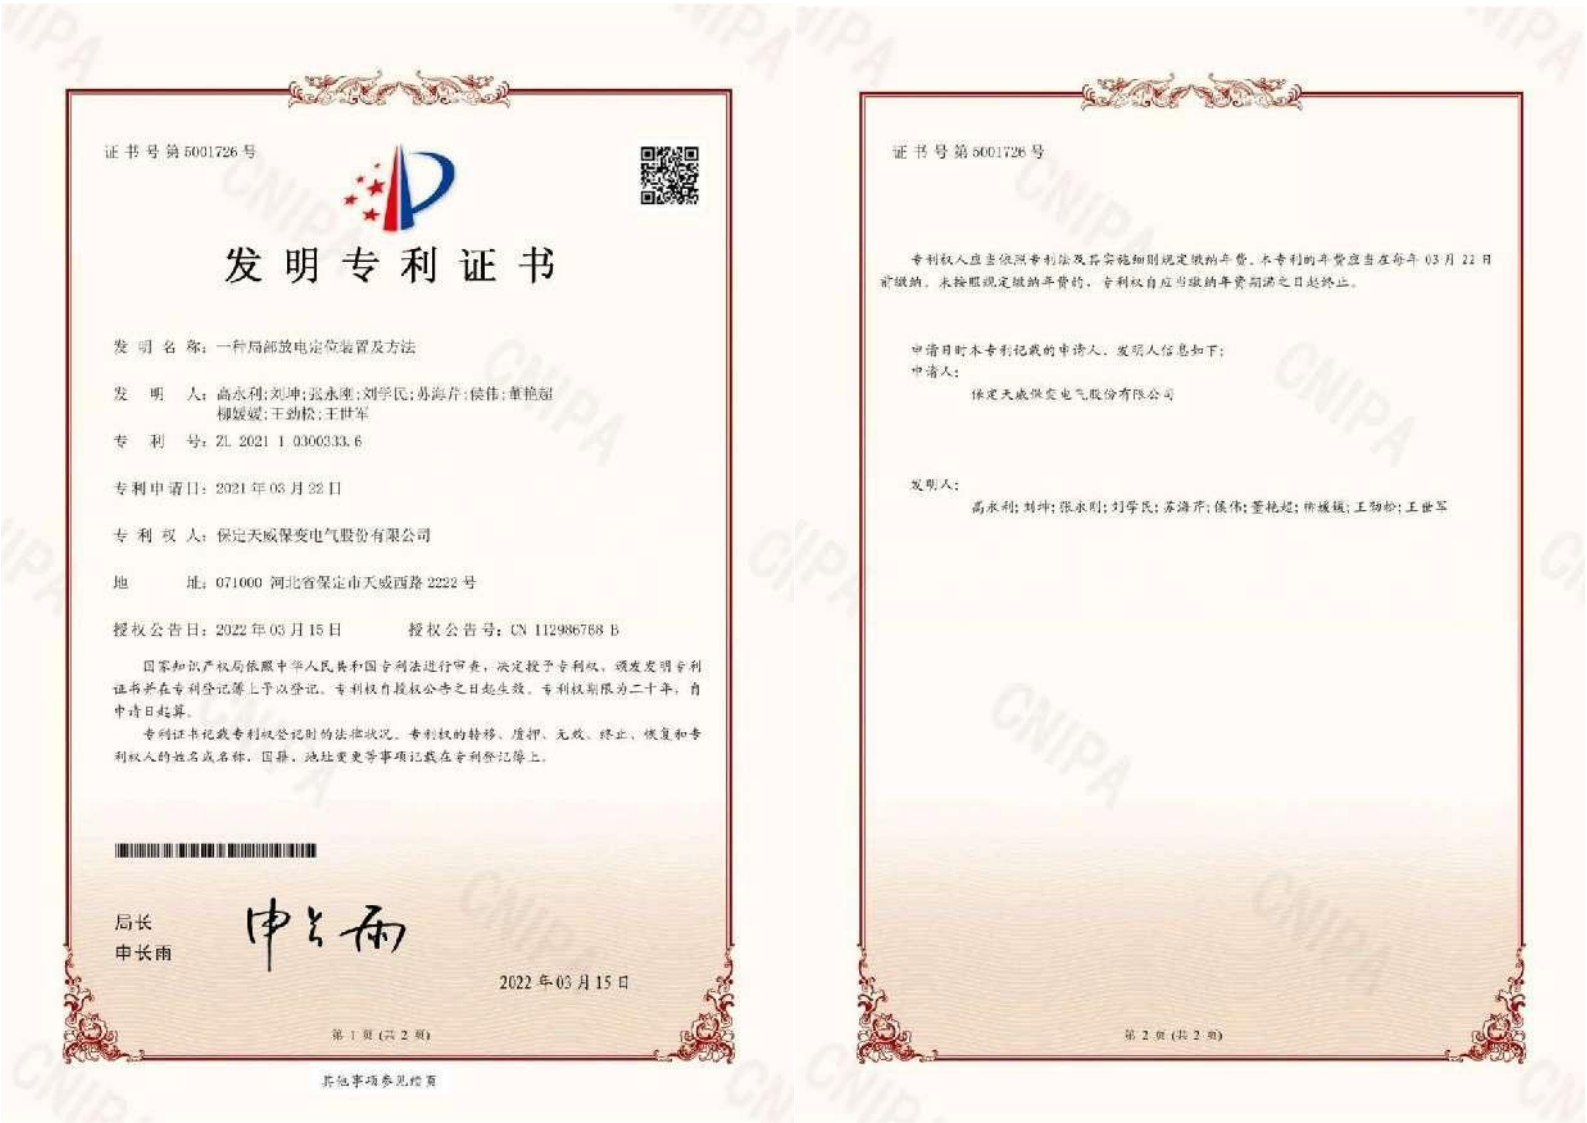 证书号第5001726号
发明专利证书
发明名称：一种局部放电定位装置及方法
发明人：高永利;刘坤;张永刚;刘学民;苏海芹;侯伟;董艳超
柳媛媛;王劲松;王世军
专利号：ZL 2021 1 0300333.6
专利申请日：2021年03月22日
专利权人：保定天威保变电气股份有限公司
地址：071000 河北省保定市天威西路2222号
授权公告日：2022年03月15日 授权公告号：CN 112986768 B
国家知识产权局依照中华人民共和国专利法进行审查，决定授予专利权，颁发发明专利
证书并在专利登记簿上予以登记。专利权自授权公告之日起生效。专利权期限为二十年，自
申请日起算。
专利证书记载专利权登记时的法律状况。专利权的转移、质押、无效、终止、恢复和专
利权人的姓名或名称、国籍、地址变更等事项记载在专利登记簿上。
局长
申长雨
申长雨
2022年03月15日
第 1 页 (共 2 页)
其他事项参见续页
证书号第5001726号
专利权人应当依照专利法及其实施细则规定缴纳年费。本专利的年费应当在每年03月22日
前缴纳。未按照规定缴纳年费的，专利权自应当缴纳年费期满之日起终止。
申请日时本专利记载的申请人、发明人信息如下：
申请人：
保定天威保变电气股份有限公司
发明人：
高永利;刘坤;张永刚;刘学民;苏海芹;侯伟;董艳超;柳媛媛;王劲松;王世军
第 2 页 (共 2 页)
CNIPA